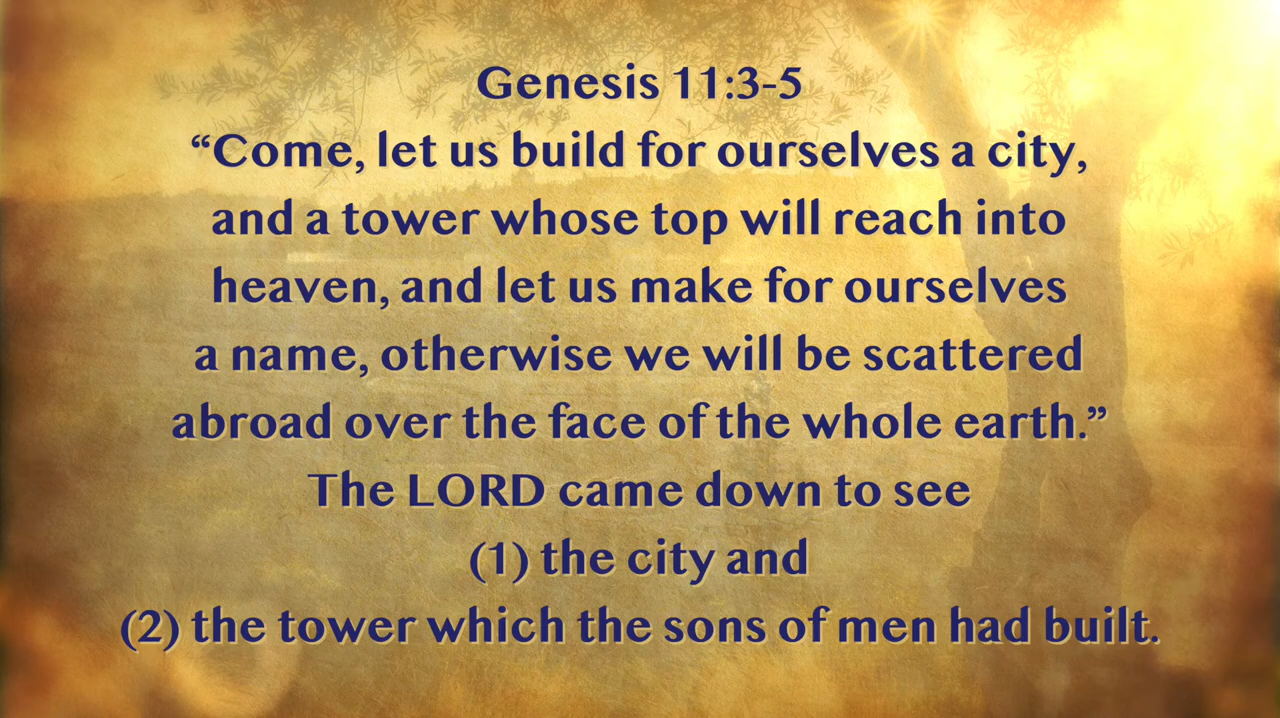 Genesis 11:3-5
“Come, let us build for ourselves a city,
and a tower whose top will reach into
heaven, and let us make for ourselves
a name, otherwise we will be scattered
abroad over the face of the whole earth.”
The LORD came down to see
(1) the city and
(2) the tower which the sons of men had built.